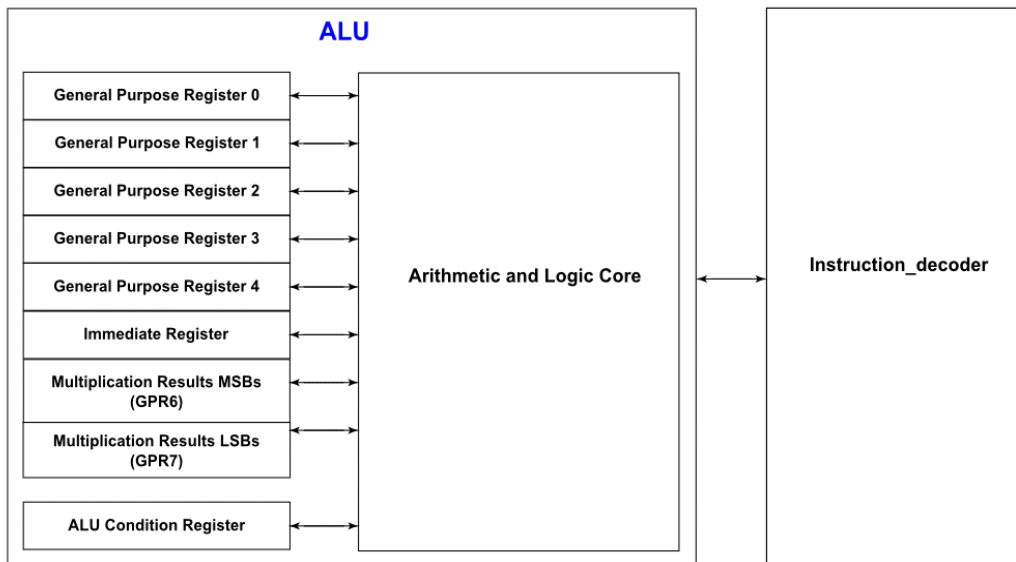 ALU
General Purpose Register 0
General Purpose Register 1
General Purpose Register 2
General Purpose Register 3
General Purpose Register 4
Immediate Register
Multiplication Results MSBs
(GPR6)
Multiplication Results LSBs
(GPR7)
ALU Condition Register
Arithmetic and Logic Core
Instruction_decoder